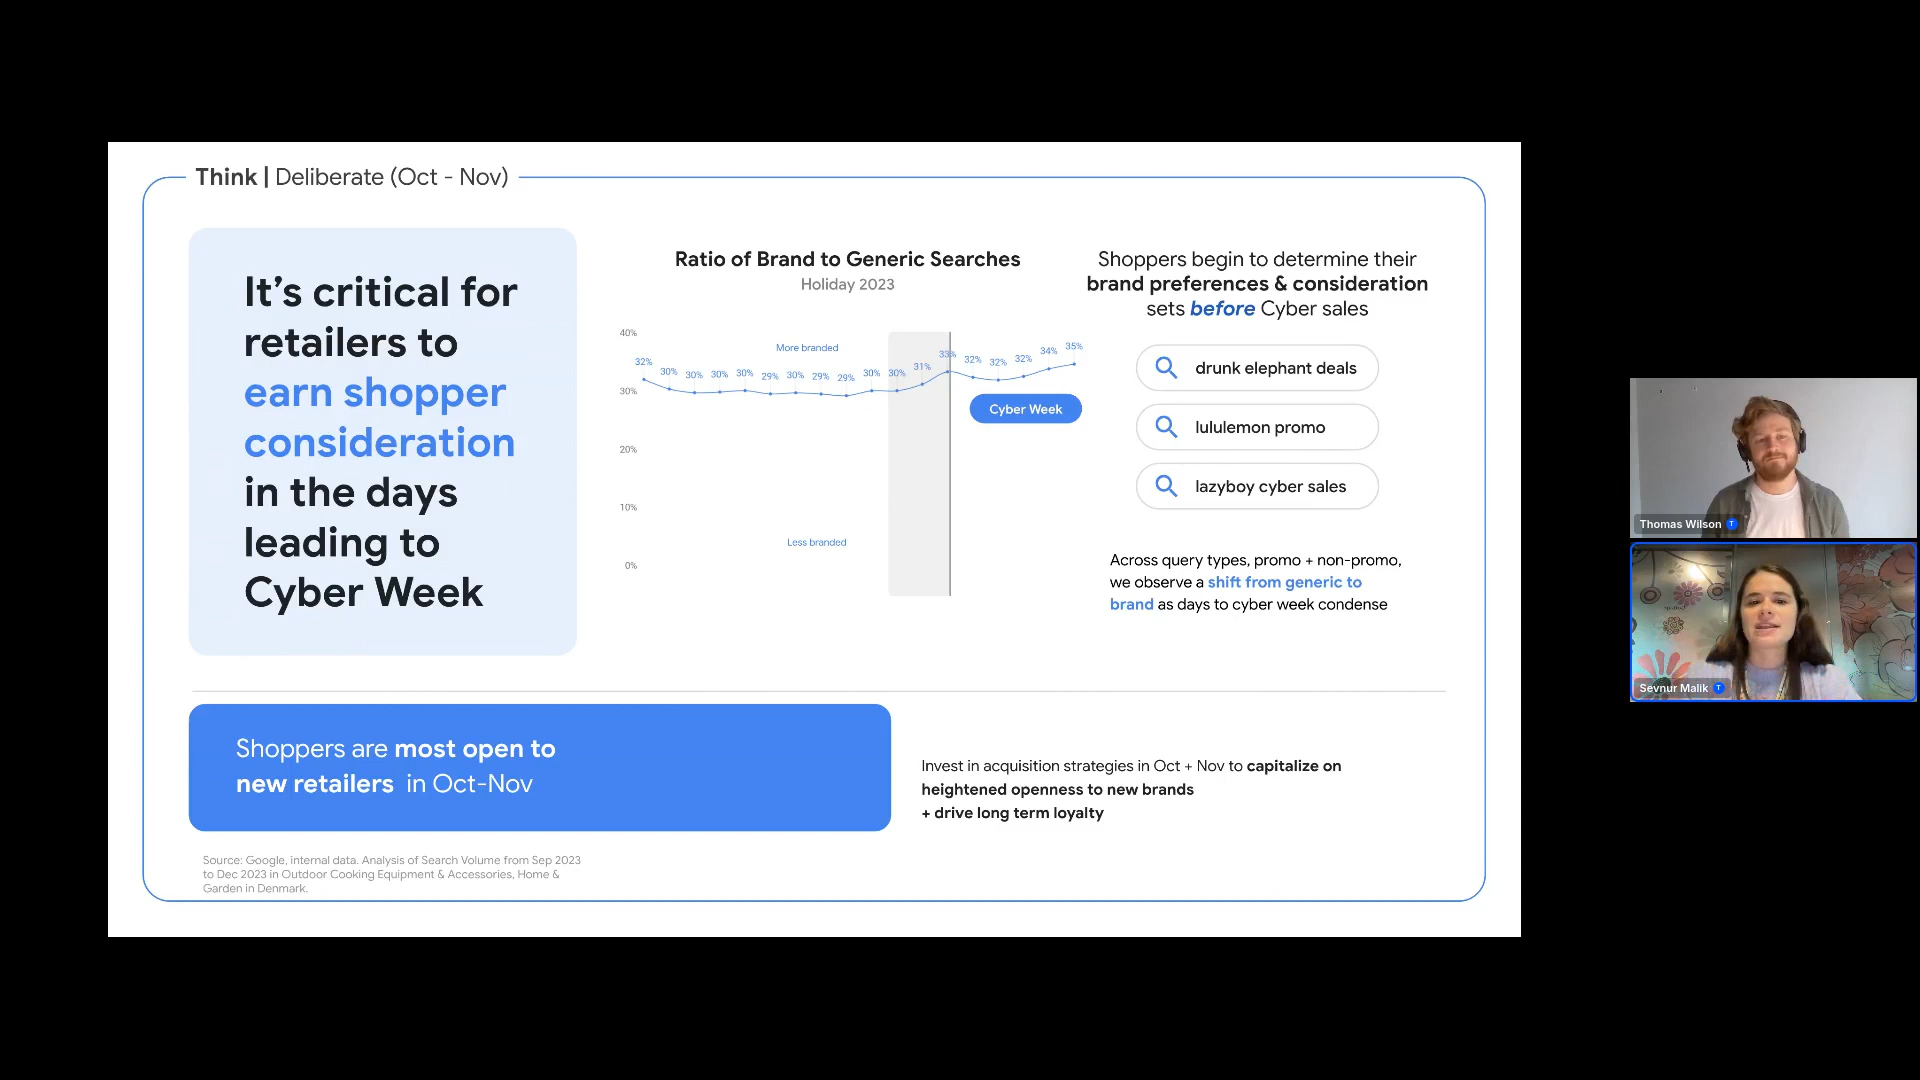 Think | Deliberate (Oct - Nov)
It's critical for
retailers to
earn shopper
consideration
in the days
leading to
Cyber Week
Ratio of Brand to Generic Searches
Holiday 2023
40%
30%
20%
10%
0%
More branded
32% 30% 30% 30% 30% 29% 30% 29% 29% 30% 30% 31% 33% 32% 32% 32% 34% 35%
Cyber Week
Less branded
Shoppers begin to determine their
brand preferences & consideration
sets before Cyber sales
drunk elephant deals
lululemon promo
lazyboy cyber sales
Across query types, promo + non-promo,
we observe a shift from generic to
brand as days to cyber week condense
Shoppers are most open to
new retailers in Oct-Nov
Invest in acquisition strategies in Oct + Nov to capitalize on
heightened openness to new brands
+ drive long term loyalty
Source: Google, internal data. Analysis of Search Volume from Sep 2023
to Dec 2023 in Outdoor Cooking Equipment & Accessories, Home &
Garden in Denmark.
Thomas Wilson T
Sevnur Malik T